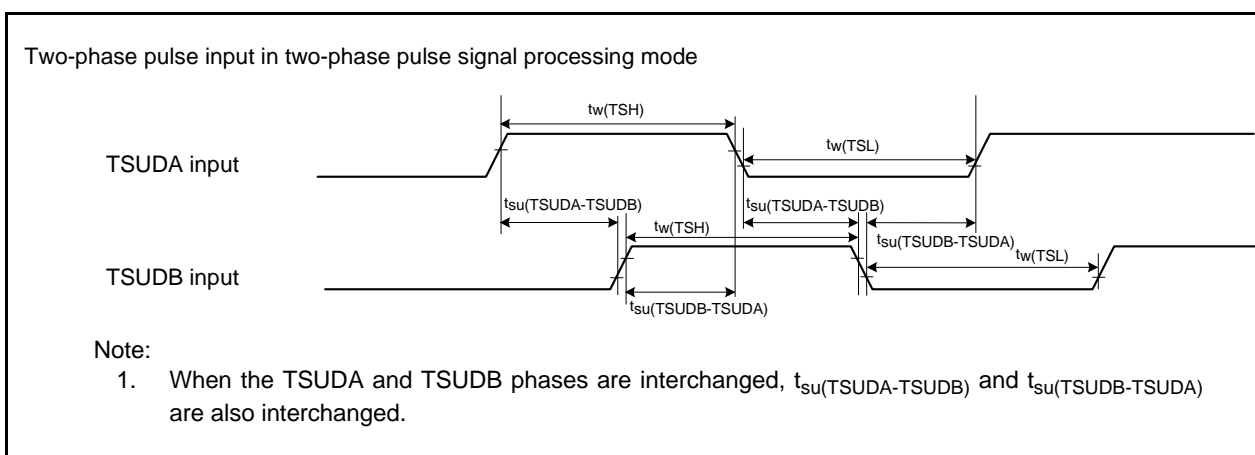 Two-phase pulse input in two-phase pulse signal processing mode
tw(TSH)
TSUDA input
tw(TSL)
tsu(TSUDA-TSUDB)
tsu(TSUDA-TSUDB)
tw(TSH)
tsu(TSUDB-TSUDA)
tw(TSL)
TSUDB input
tsu(TSUDB-TSUDA)
Note:
1. When the TSUDA and TSUDB phases are interchanged, tsu(TSUDA-TSUDB) and tsu(TSUDB-TSUDA)
are also interchanged.